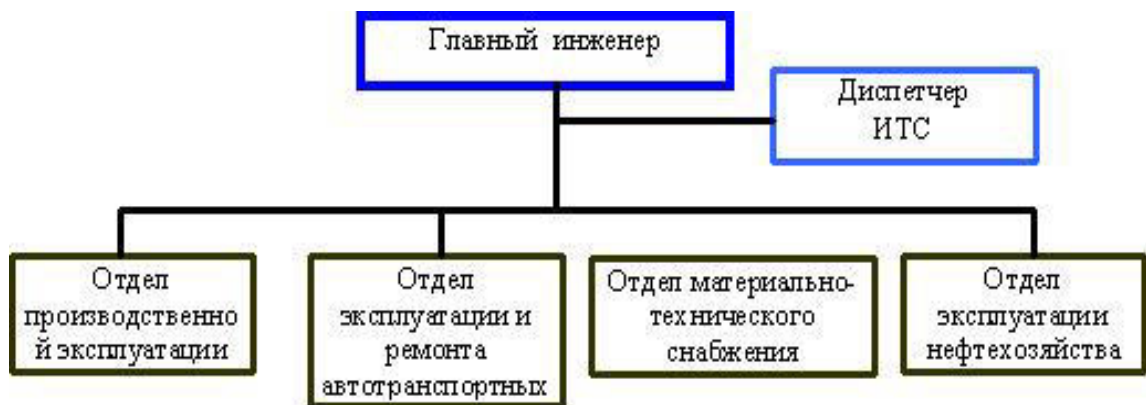 Главный инженер
Диспетчер
ИТС
Отдел
производственно
й эксплуатации
Отдел
эксплуатации и
ремонта
автотранспортных
Отдел материально-
технического
снабжения
Отдел
эксплуатации
нефтехозяйства